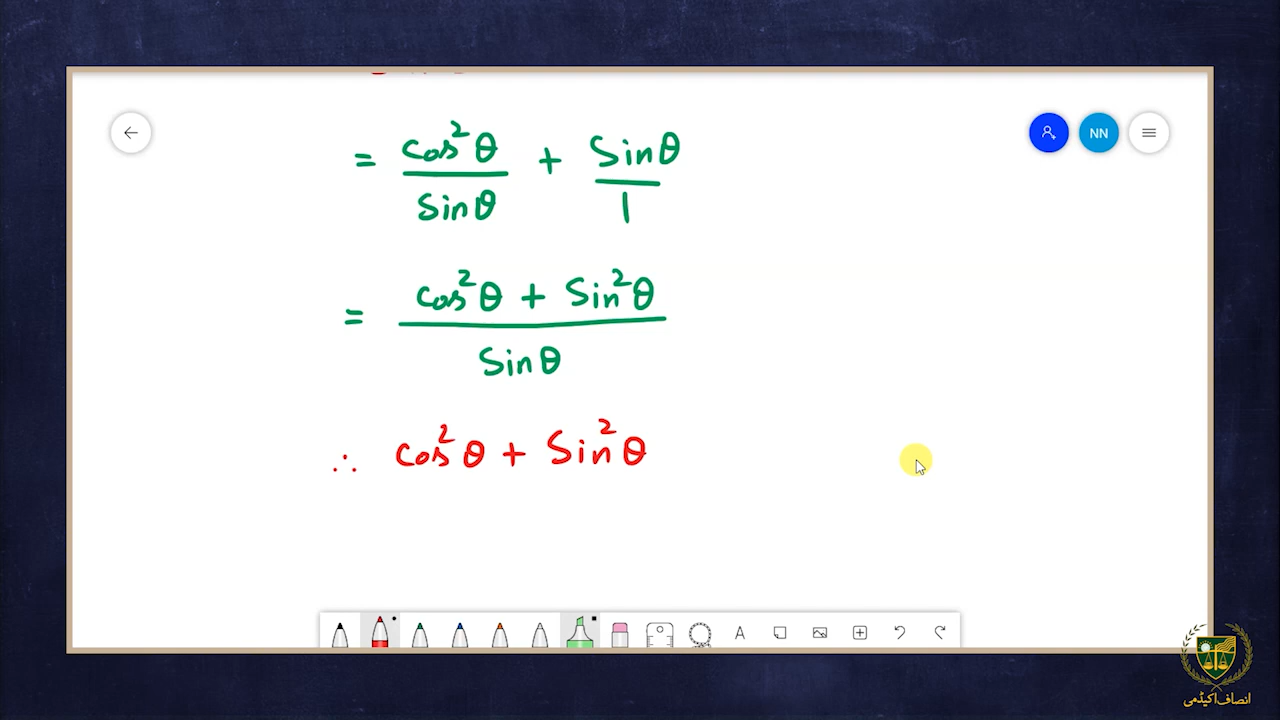 NN
= cos²θ/Sinθ + Sinθ/1
= cos²θ + Sin²θ/Sinθ
∴ cos²θ + Sin²θ
A
انصاف اکیڈمی